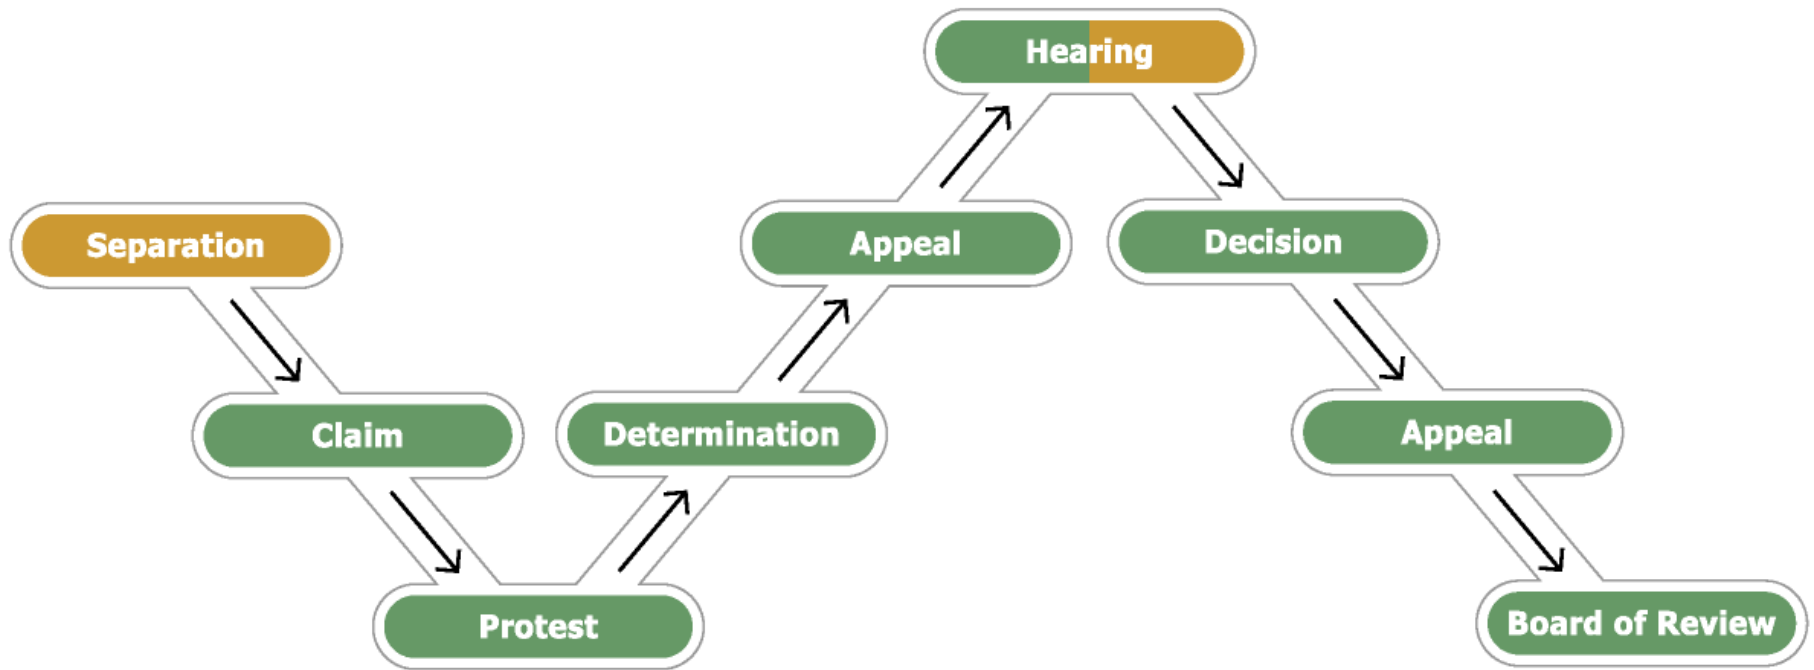 Separation
Claim
Protest
Determination
Appeal
Hearing
Decision
Appeal
Board of Review